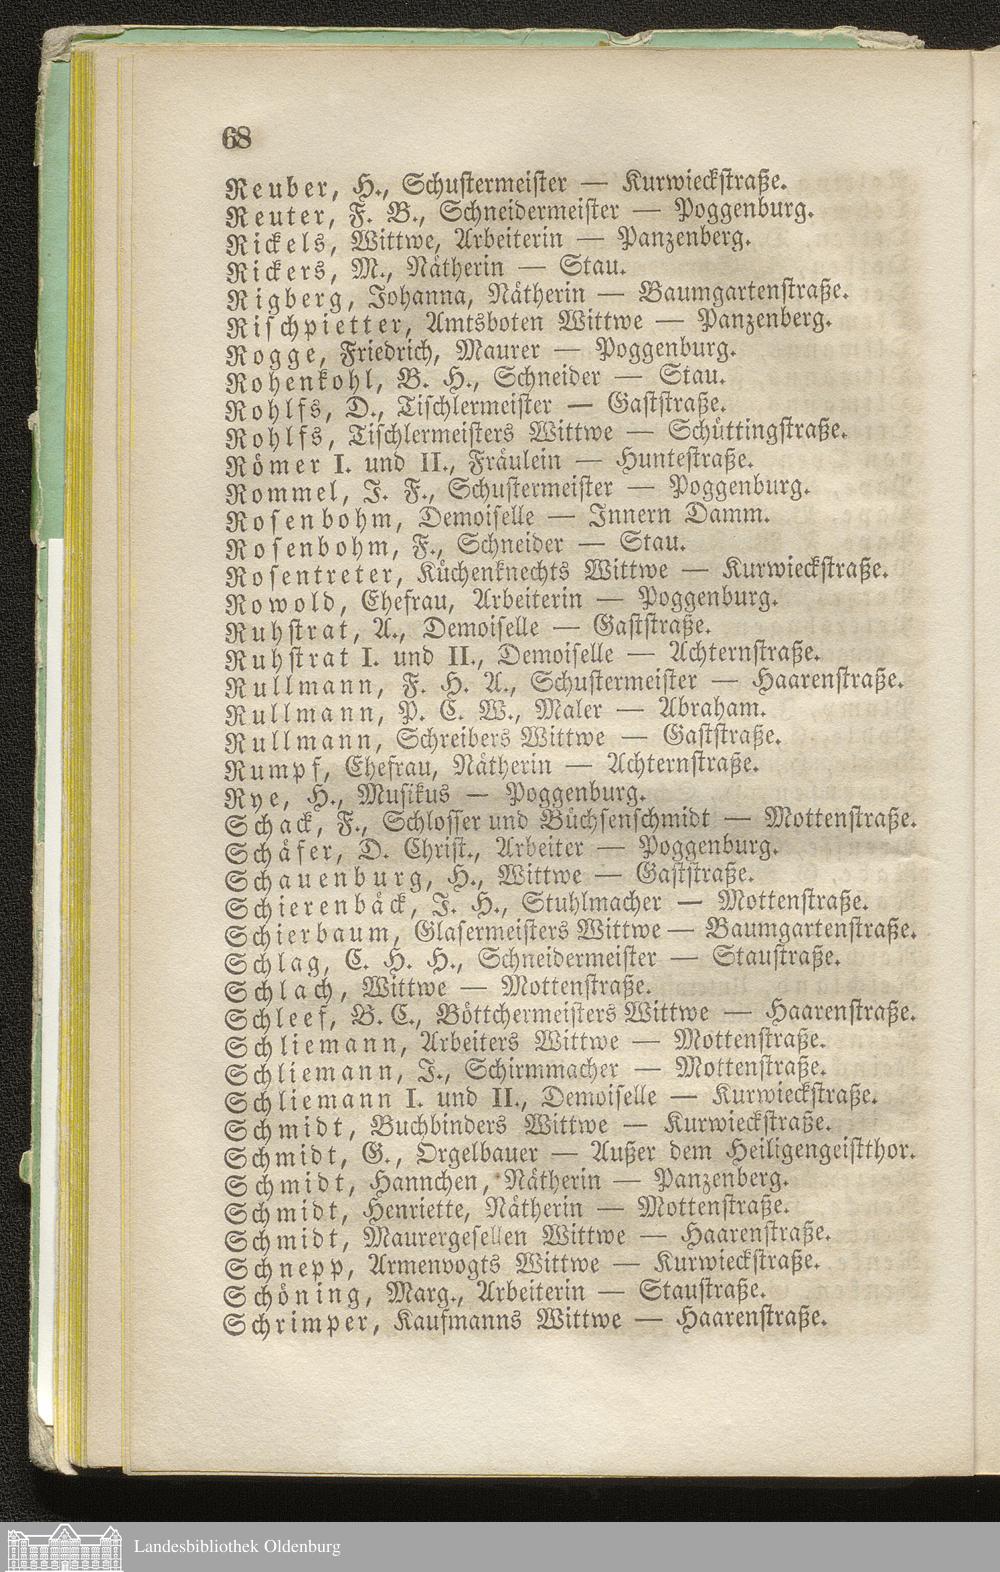 68
Reuber, H., Schustermeister — Kurwieckstraße.
Reuter, F. B., Schneidermeister — Poggenburg.
Rickels, Wittwe, Arbeiterin — Panzenberg.
Rickers, M., Nätherin — Stau.
Rigberg, Johanna, Nätherin — Baumgartenstraße.
Rischpietter, Amtsboten Wittwe — Panzenberg.
Rogge, Friedrich, Maurer — Poggenburg.
Rohenkohl, B. H., Schneider — Stau.
Rohlfs, D., Tischlermeister — Gaststraße.
Rohlfs, Tischlermeisters Wittwe — Schüttingstraße.
Römer I. und II., Fräulein — Huntestraße.
Rommel, J. F., Schustermeister — Poggenburg.
Rosenbohm, Demoiselle — Innern Damm.
Rosenbohm, F., Schneider — Stau.
Rosentreter, Küchenknechts Wittwe — Kurwieckstraße.
Rowold, Ehefrau, Arbeiterin — Poggenburg.
Ruhstrat, A., Demoiselle — Gaststraße.
Ruhstrat I. und II., Demoiselle — Achternstraße.
Rullmann, F. H. A., Schustermeister — Haarenstraße.
Rullmann, P. C. W., Maler — Abraham.
Rullmann, Schreibers Wittwe — Gaststraße.
Rumpf, Ehefrau, Nätherin — Achternstraße.
Rye, H., Musikus — Poggenburg.
Schack, F., Schlosser und Büchsenschmidt — Mottenstraße.
Schäfer, D. Christ., Arbeiter — Poggenburg.
Schauenburg, H., Wittwe — Gaststraße.
Schierenbäck, J. H., Stuhlmacher — Mottenstraße.
Schierbaum, Glasermeisters Wittwe — Baumgartenstraße.
Schlag, C. H. H., Schneidermeister — Staustraße.
Schlach, Wittwe — Mottenstraße.
Schleef, B. C., Böttchermeisters Wittwe — Haarenstraße.
Schliemann, Arbeiters Wittwe — Mottenstraße.
Schliemann, J., Schirmmacher — Mottenstraße.
Schliemann I. und II., Demoiselle — Kurwieckstraße.
Schmidt, Buchbinders Wittwe — Kurwieckstraße.
Schmidt, G., Orgelbauer — Außer dem Heiligengeistthor.
Schmidt, Hannchen, Nätherin — Panzenberg.
Schmidt, Henriette, Nätherin — Mottenstraße.
Schmidt, Maurergesellen Wittwe — Haarenstraße.
Schnepp, Armenvogts Wittwe — Kurwieckstraße.
Schöning, Marg., Arbeiterin — Staustraße.
Schrimper, Kaufmanns Wittwe — Haarenstraße.
Landesbibliothek Oldenburg